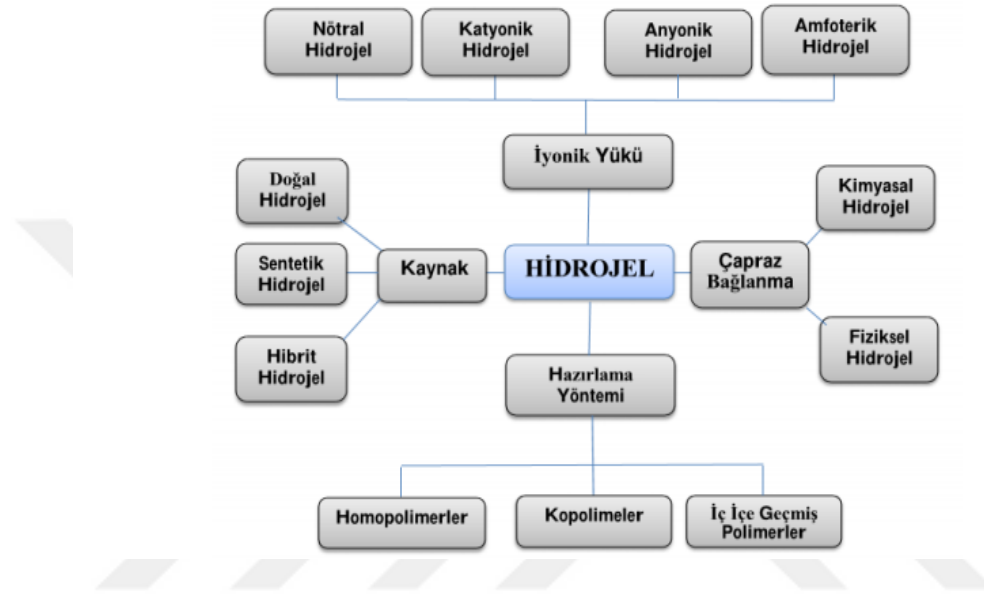 Nötral
Hidrojel
Katyonik
Hidrojel
Anyonik
Hidrojel
Amfoterik
Hidrojel
İyonik Yükü
Doğal
Hidrojel
Sentetik
Hidrojel
Hibrit
Hidrojel
Kaynak
HİDROJEL
Çapraz
Bağlanma
Kimyasal
Hidrojel
Fiziksel
Hidrojel
Hazırlama
Yöntemi
Homopolimerler
Kopolimeler
İç İçe Geçmiş
Polimerler